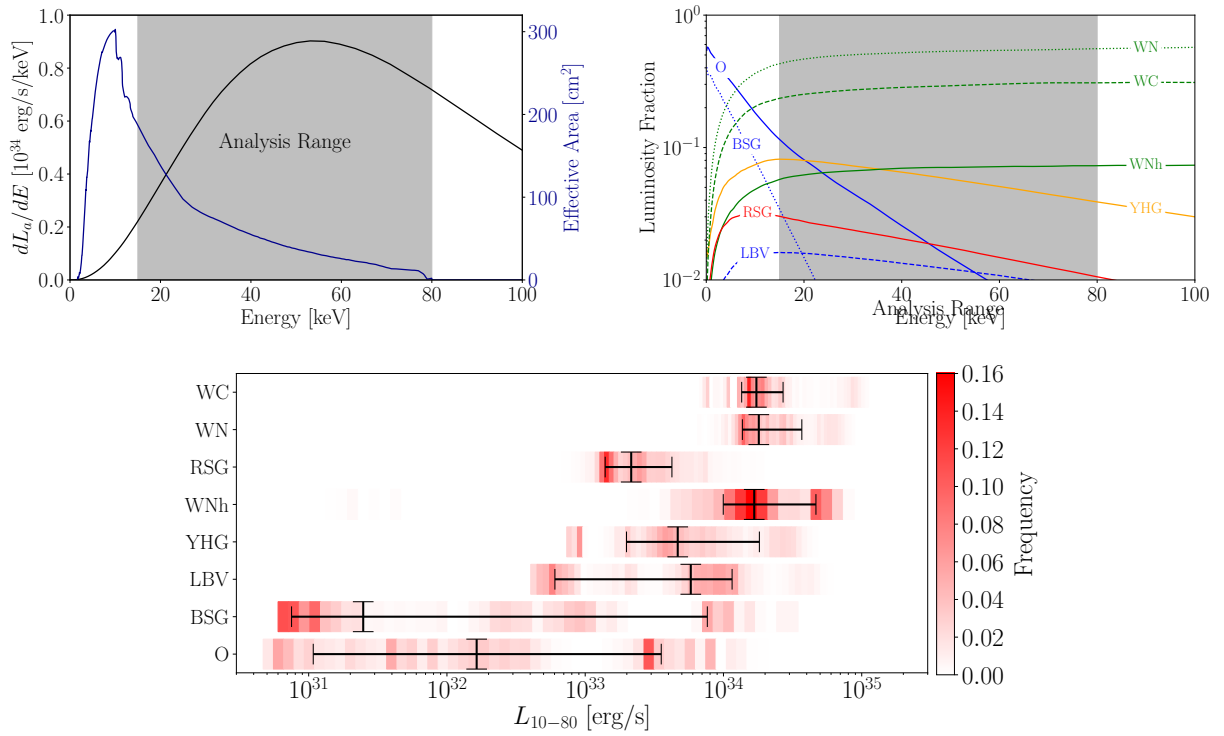 1.0
0.8
0.6
0.4
0.2
0.0
dLa/dE [10^34 erg/s/keV]
0 20 40 60 80 100
Energy [keV]
Analysis Range
300
200
100
0
Effective Area [cm²]
10^0
10^-1
10^-2
Luminosity Fraction
O
BSG
RSG
LBV
WN
WC
WNh
YHG
0 20 40 60 80 100
Analysis Range
Energy [keV]
WC
WN
RSG
WNh
YHG
LBV
BSG
O
10^31 10^32 10^33 10^34 10^35
L10−80 [erg/s]
0.16
0.14
0.12
0.10
0.08
0.06
0.04
0.02
0.00
Frequency